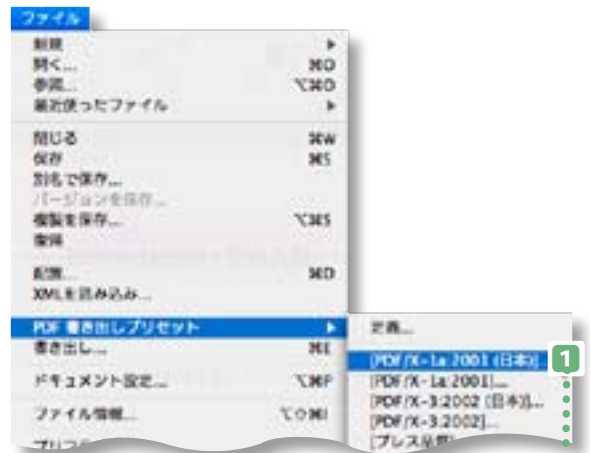 ファイル
新規
開く... ⌘O
参照... ⌥⌘O
最近使ったファイル
閉じる ⌘W
保存 ⌘S
別名で保存...
バージョンを保存...
複製を保存... ⌥⌘S
復帰
配置... ⌘D
XMLを読み込み...
PDF 書き出しプリセット
書き出し... ⌘E
ドキュメント設定... ⌥⌘P
ファイル情報... ⌥⇧⌘I
定義...
[PDF/X-1a:2001 (日本)]...
1
[PDF/X-1a:2001]...
[PDF/X-3:2002 (日本)]...
[PDF/X-3:2002]...
[プレス品質]